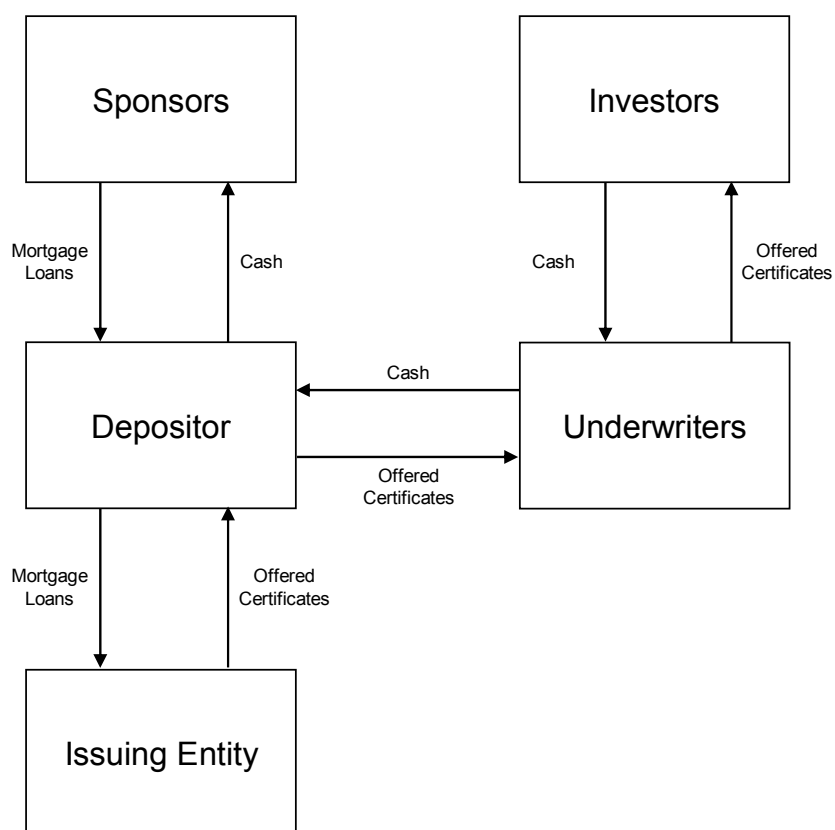 Sponsors
Investors
Mortgage
Loans
Cash
Cash
Offered
Certificates
Depositor
Cash
Offered
Certificates
Underwriters
Mortgage
Loans
Offered
Certificates
Issuing Entity